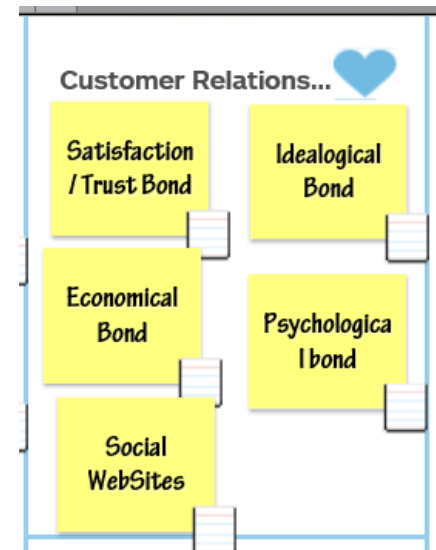 Customer Relations...
Satisfaction
/ Trust Bond
Idealogical
Bond
Economical
Bond
Psychologica
l bond
Social
WebSites